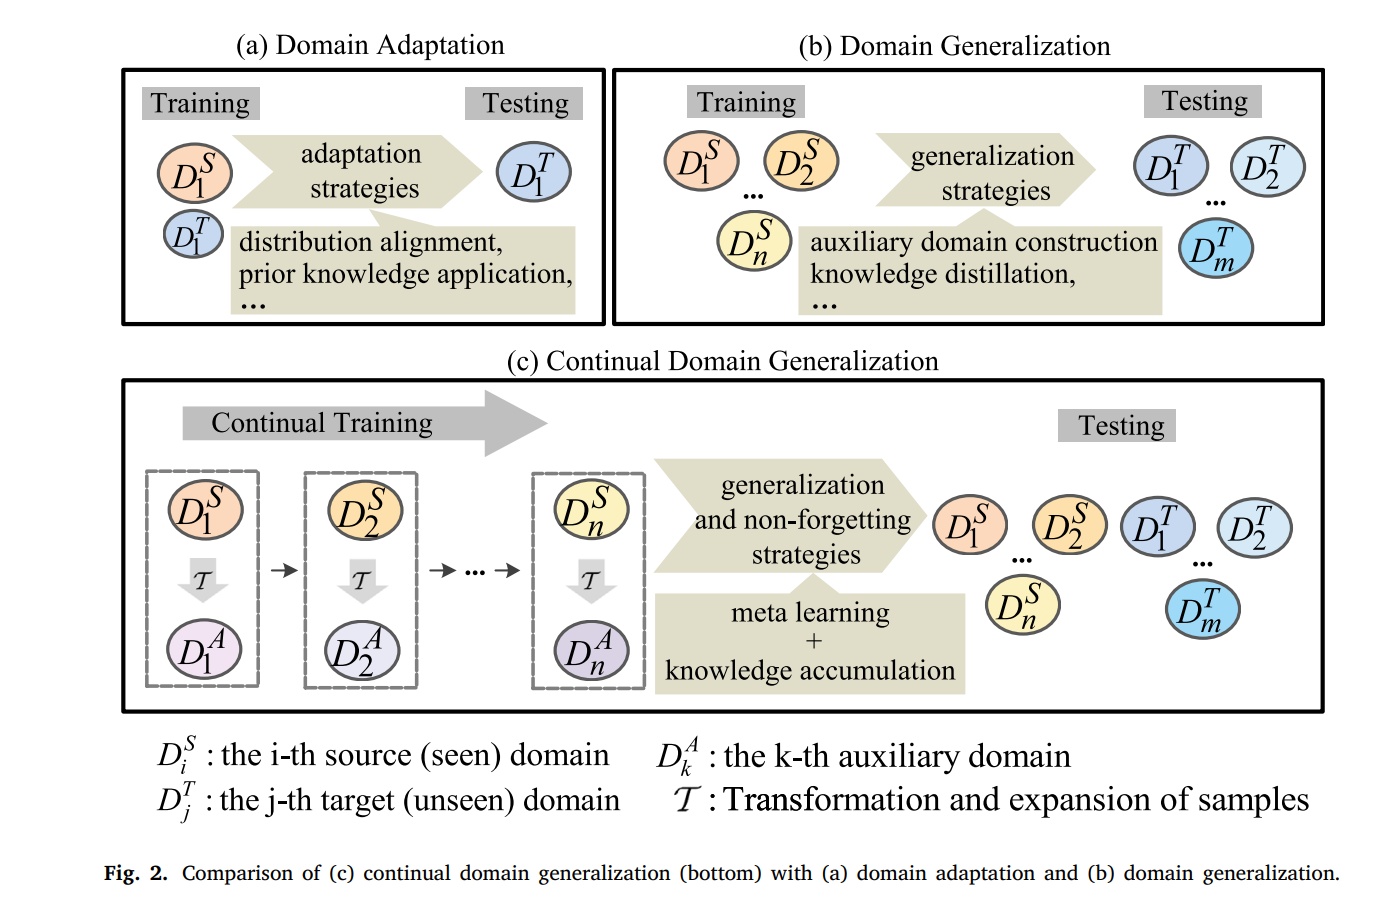 (a) Domain Adaptation
Training
Testing
D_1^S
D_1^T
adaptation
strategies
D_1^T
distribution alignment,
prior knowledge application,
...
(b) Domain Generalization
Training
Testing
D_1^S D_2^S
...
D_n^S
generalization
strategies
auxiliary domain construction
knowledge distillation,
...
D_1^T D_2^T
...
D_m^T
(c) Continual Domain Generalization
Continual Training
Testing
D_1^S
𝒯
D_1^A
D_2^S
𝒯
D_2^A
...
D_n^S
𝒯
D_n^A
generalization
and non-forgetting
strategies
meta learning
+
knowledge accumulation
D_1^S D_2^S D_1^T D_2^T
... ...
D_n^S D_m^T
D_i^S : the i-th source (seen) domain
D_k^A : the k-th auxiliary domain
D_j^T : the j-th target (unseen) domain
𝒯 : Transformation and expansion of samples
Fig. 2. Comparison of (c) continual domain generalization (bottom) with (a) domain adaptation and (b) domain generalization.